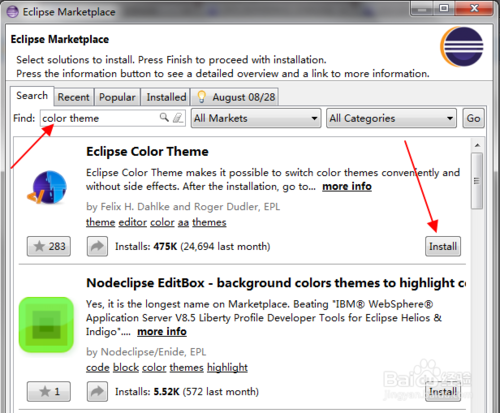 Eclipse Marketplace
Eclipse Marketplace
Select solutions to install. Press Finish to proceed with installation.
Press the information button to see a detailed overview and a link to more information.
Search Recent Popular Installed August 08/28
Find: color theme All Markets All Categories Go
Eclipse Color Theme
Eclipse Color Theme makes it possible to switch color themes conveniently and
without side effects. After the installation, go to... more info
by Felix H. Dahlke and Roger Dudler, EPL
theme editor color aa themes
283 Installs: 475K (24,694 last month) Install
Nodeclipse EditBox - background colors themes to highlight c
Yes, it is the longest name on Marketplace. Beating "IBM® WebSphere®
Application Server V8.5 Liberty Profile Developer Tools for Eclipse Helios &
Indigo".... more info
by Nodeclipse/Enide, EPL
code block color themes highlight
1 Installs: 5.52K (572 last month) Install